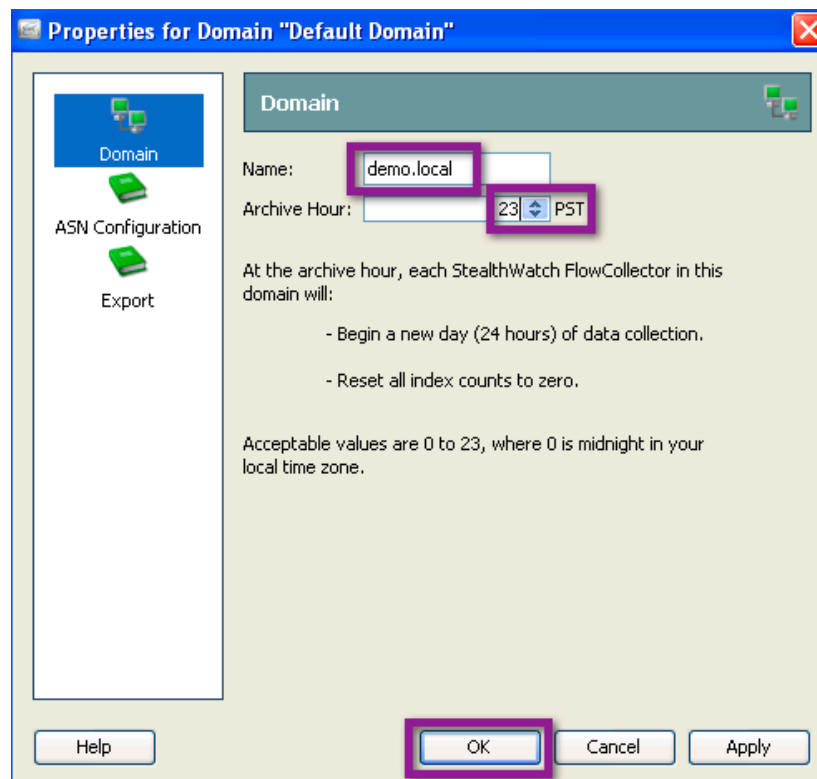 Properties for Domain "Default Domain"
Domain
ASN Configuration
Export
Domain
Name: demo.local
Archive Hour: 23 PST
At the archive hour, each StealthWatch FlowCollector in this
domain will:
- Begin a new day (24 hours) of data collection.
- Reset all index counts to zero.
Acceptable values are 0 to 23, where 0 is midnight in your
local time zone.
Help OK Cancel Apply